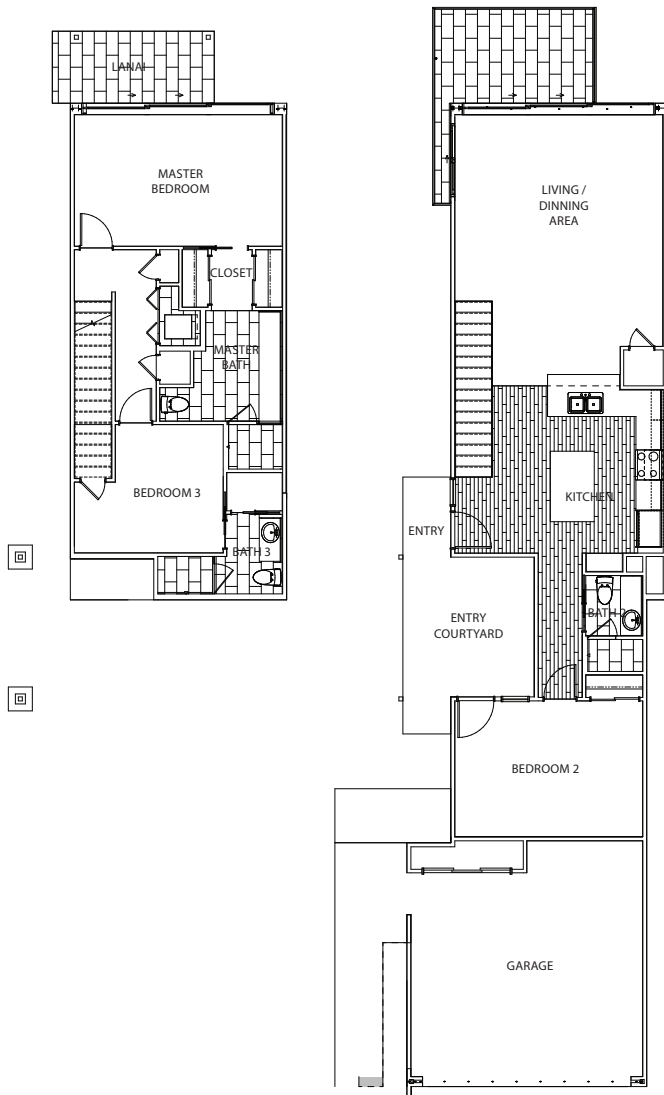 LANAI
MASTER
BEDROOM
CLOSET
MASTER
BATH
BEDROOM 3
BATH 3
LIVING /
DINNING
AREA
KITCHEN
ENTRY
ENTRY
COURTYARD
BATH 2
BEDROOM 2
GARAGE